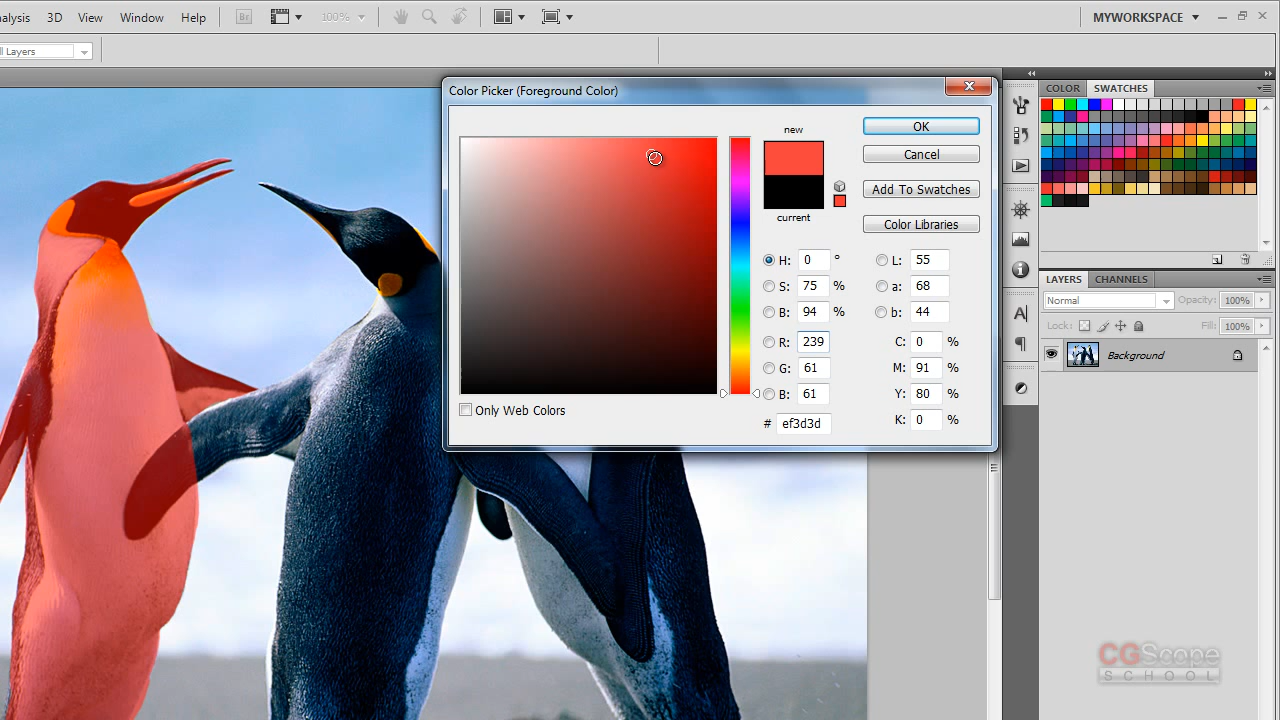 nalysis 3D View Window Help Br 100% MYWORKSPACE
ll Layers
Color Picker (Foreground Color)
new
current
OK
Cancel
Add To Swatches
Color Libraries
H: 0 °
S: 75 %
B: 94 %
R: 239
G: 61
B: 61
# ef3d3d
L: 55
a: 68
b: 44
C: 0 %
M: 91 %
Y: 80 %
K: 0 %
Only Web Colors
COLOR SWATCHES
LAYERS CHANNELS
Normal Opacity: 100%
Lock: Fill: 100%
Background
A
CGScope
SCHOOL